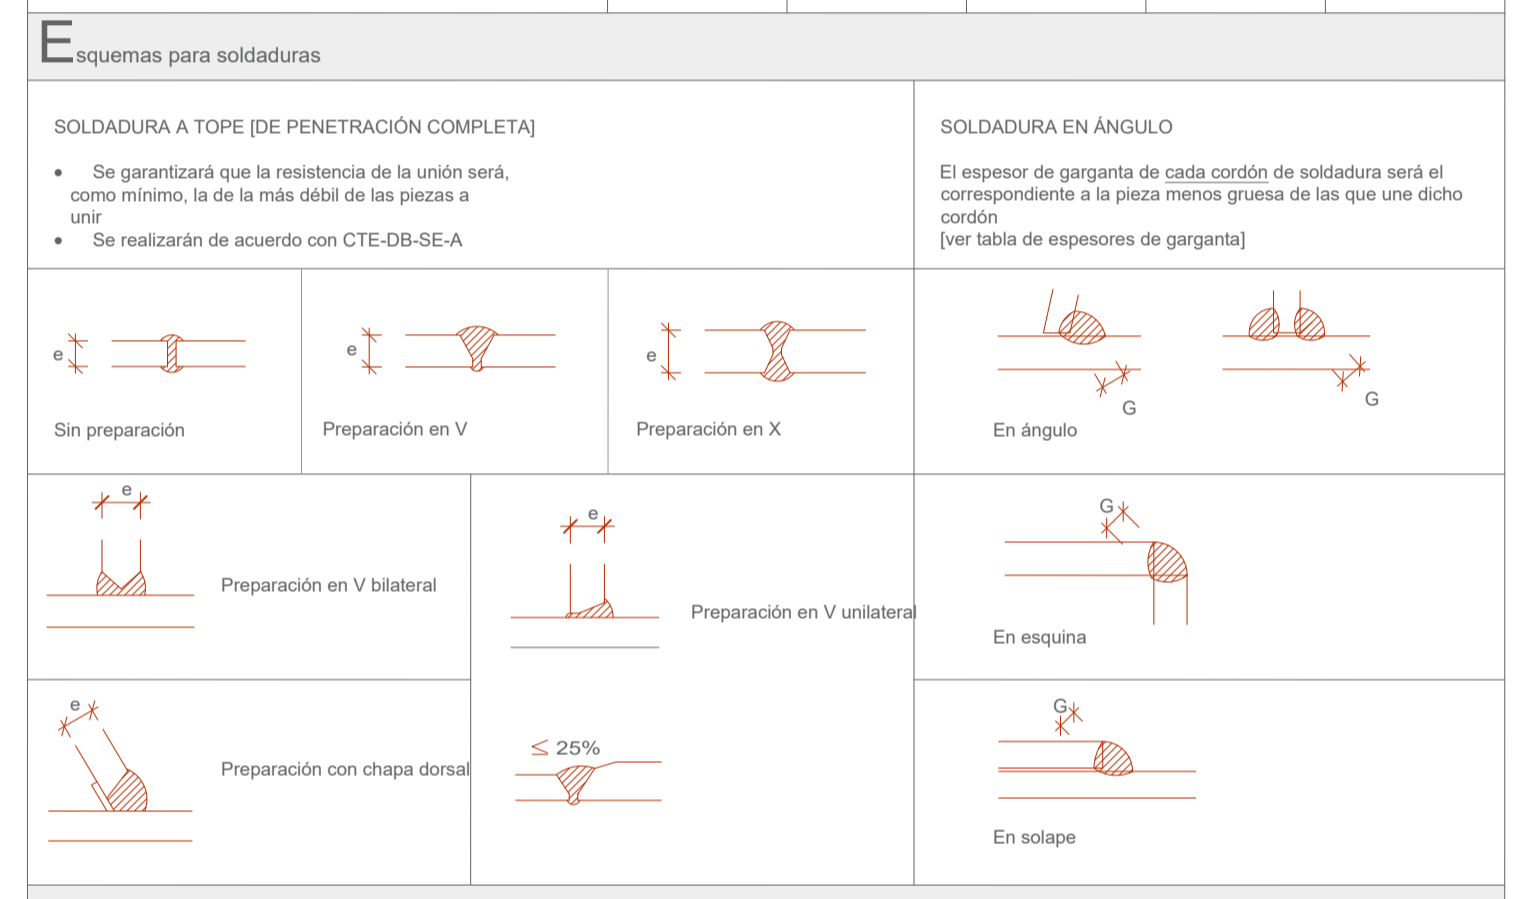 Esquemas para soldaduras
SOLDADURA A TOPE [DE PENETRACIÓN COMPLETA]
• Se garantizará que la resistencia de la unión será,
como mínimo, la de la más débil de las piezas a
unir
• Se realizarán de acuerdo con CTE-DB-SE-A
SOLDADURA EN ÁNGULO
El espesor de garganta de cada cordón de soldadura será el
correspondiente a la pieza menos gruesa de las que une dicho
cordón
[ver tabla de espesores de garganta]
e
Sin preparación
e
Preparación en V
e
Preparación en X
G
G
En ángulo
e
Preparación en V bilateral
e
Preparación en V unilateral
G
En esquina
e
Preparación con chapa dorsal
≤ 25%
G
En solape